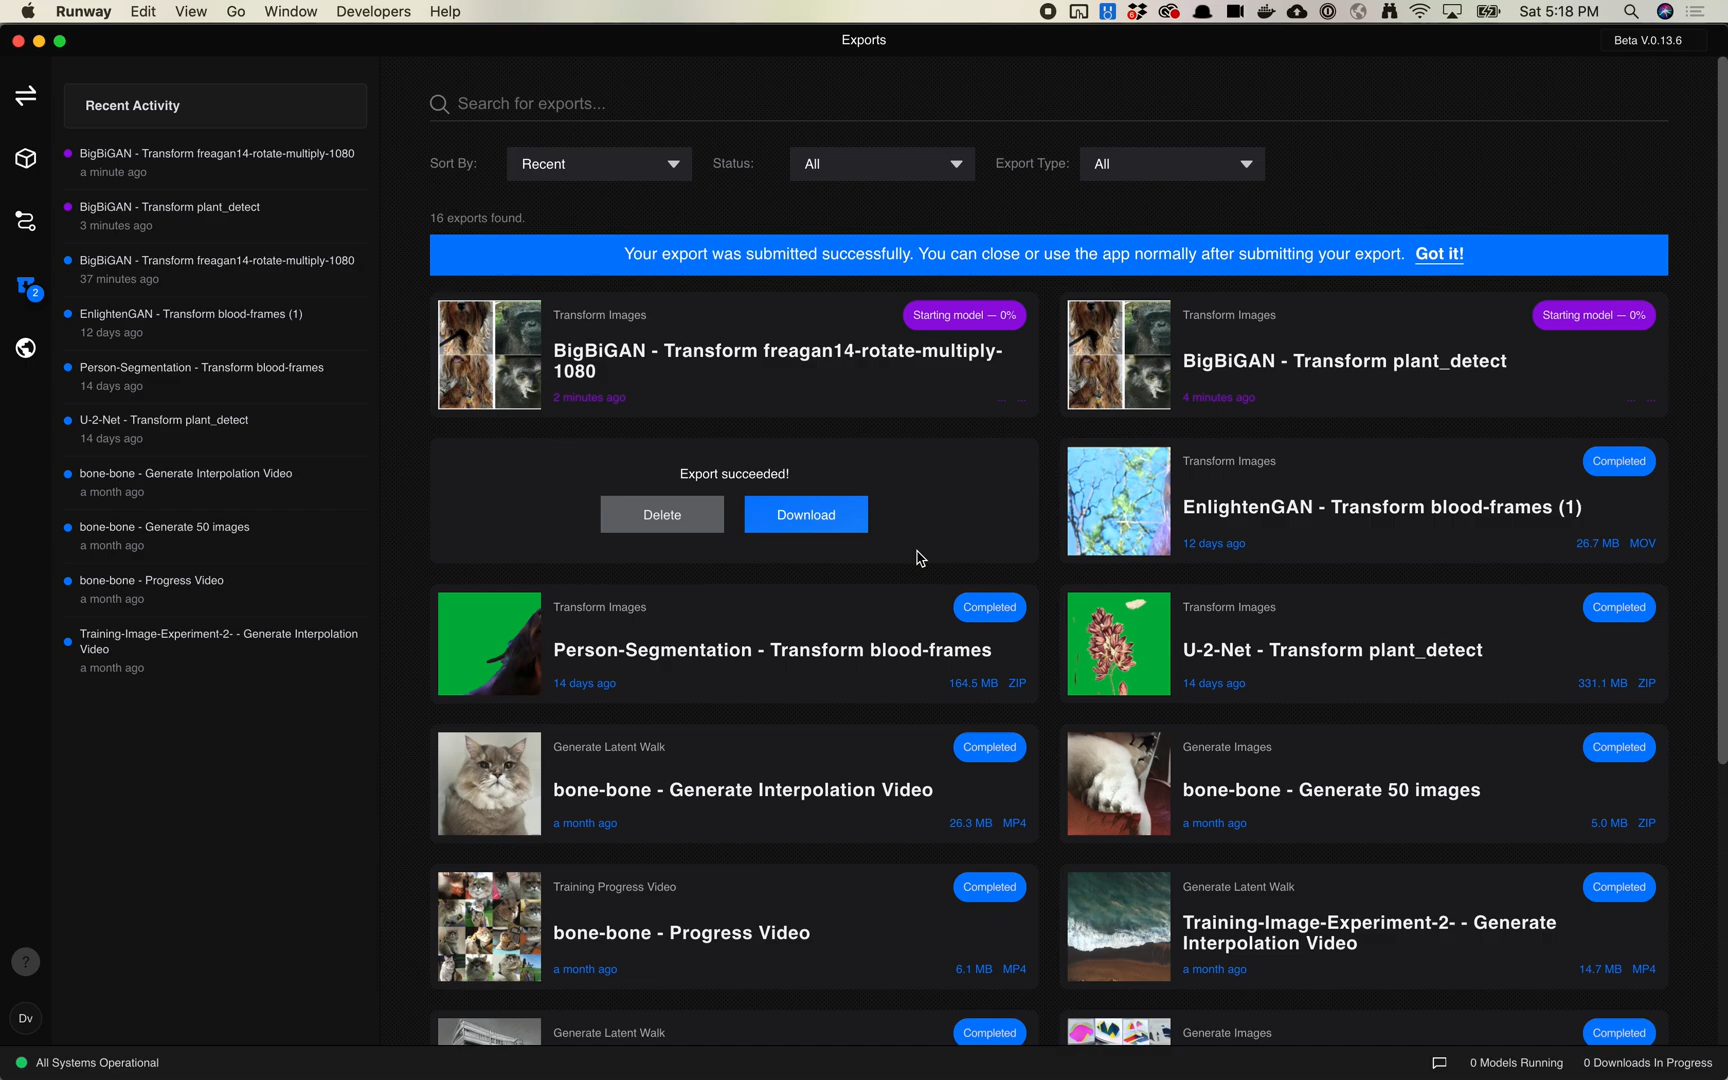 Runway Edit View Go Window Developers Help
6
Sat 5:18 PM
Exports
Beta V.0.13.6
Recent Activity
BigBiGAN - Transform freagan14-rotate-multiply-1080
a minute ago
BigBiGAN - Transform plant_detect
3 minutes ago
BigBiGAN - Transform freagan14-rotate-multiply-1080
37 minutes ago
EnlightenGAN - Transform blood-frames (1)
12 days ago
Person-Segmentation - Transform blood-frames
14 days ago
U-2-Net - Transform plant_detect
14 days ago
bone-bone - Generate Interpolation Video
a month ago
bone-bone - Generate 50 images
a month ago
bone-bone - Progress Video
a month ago
Training-Image-Experiment-2- - Generate Interpolation
Video
a month ago
2
?
Dv
Search for exports...
Sort By: Recent Status: All Export Type: All
16 exports found.
Your export was submitted successfully. You can close or use the app normally after submitting your export. Got it!
Transform Images
Starting model — 0%
BigBiGAN - Transform freagan14-rotate-multiply-
1080
2 minutes ago
... ...
Transform Images
Starting model — 0%
BigBiGAN - Transform plant_detect
4 minutes ago
... ...
Export succeeded!
Delete Download
Transform Images
Completed
EnlightenGAN - Transform blood-frames (1)
12 days ago
26.7 MB MOV
Transform Images
Completed
Person-Segmentation - Transform blood-frames
14 days ago
164.5 MB ZIP
Transform Images
Completed
U-2-Net - Transform plant_detect
14 days ago
331.1 MB ZIP
Generate Latent Walk
Completed
bone-bone - Generate Interpolation Video
a month ago
26.3 MB MP4
Generate Images
Completed
bone-bone - Generate 50 images
a month ago
5.0 MB ZIP
Training Progress Video
Completed
bone-bone - Progress Video
a month ago
6.1 MB MP4
Generate Latent Walk
Completed
Training-Image-Experiment-2- - Generate
Interpolation Video
a month ago
14.7 MB MP4
Generate Latent Walk
Completed
Generate Images
Completed
All Systems Operational
0 Models Running
0 Downloads In Progress